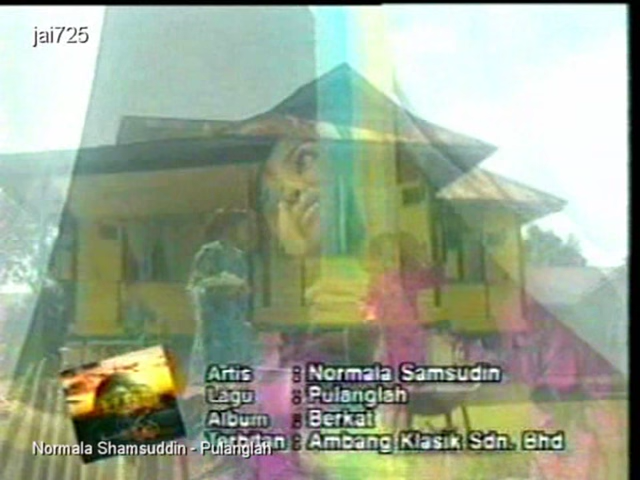 jai725
Artis : Normala Samsudin
Lagu : Pulanglah
Album : Berkat
Terbitan : Ambang Klasik Sdn. Bhd
Normala Shamsuddin - Pulanglah